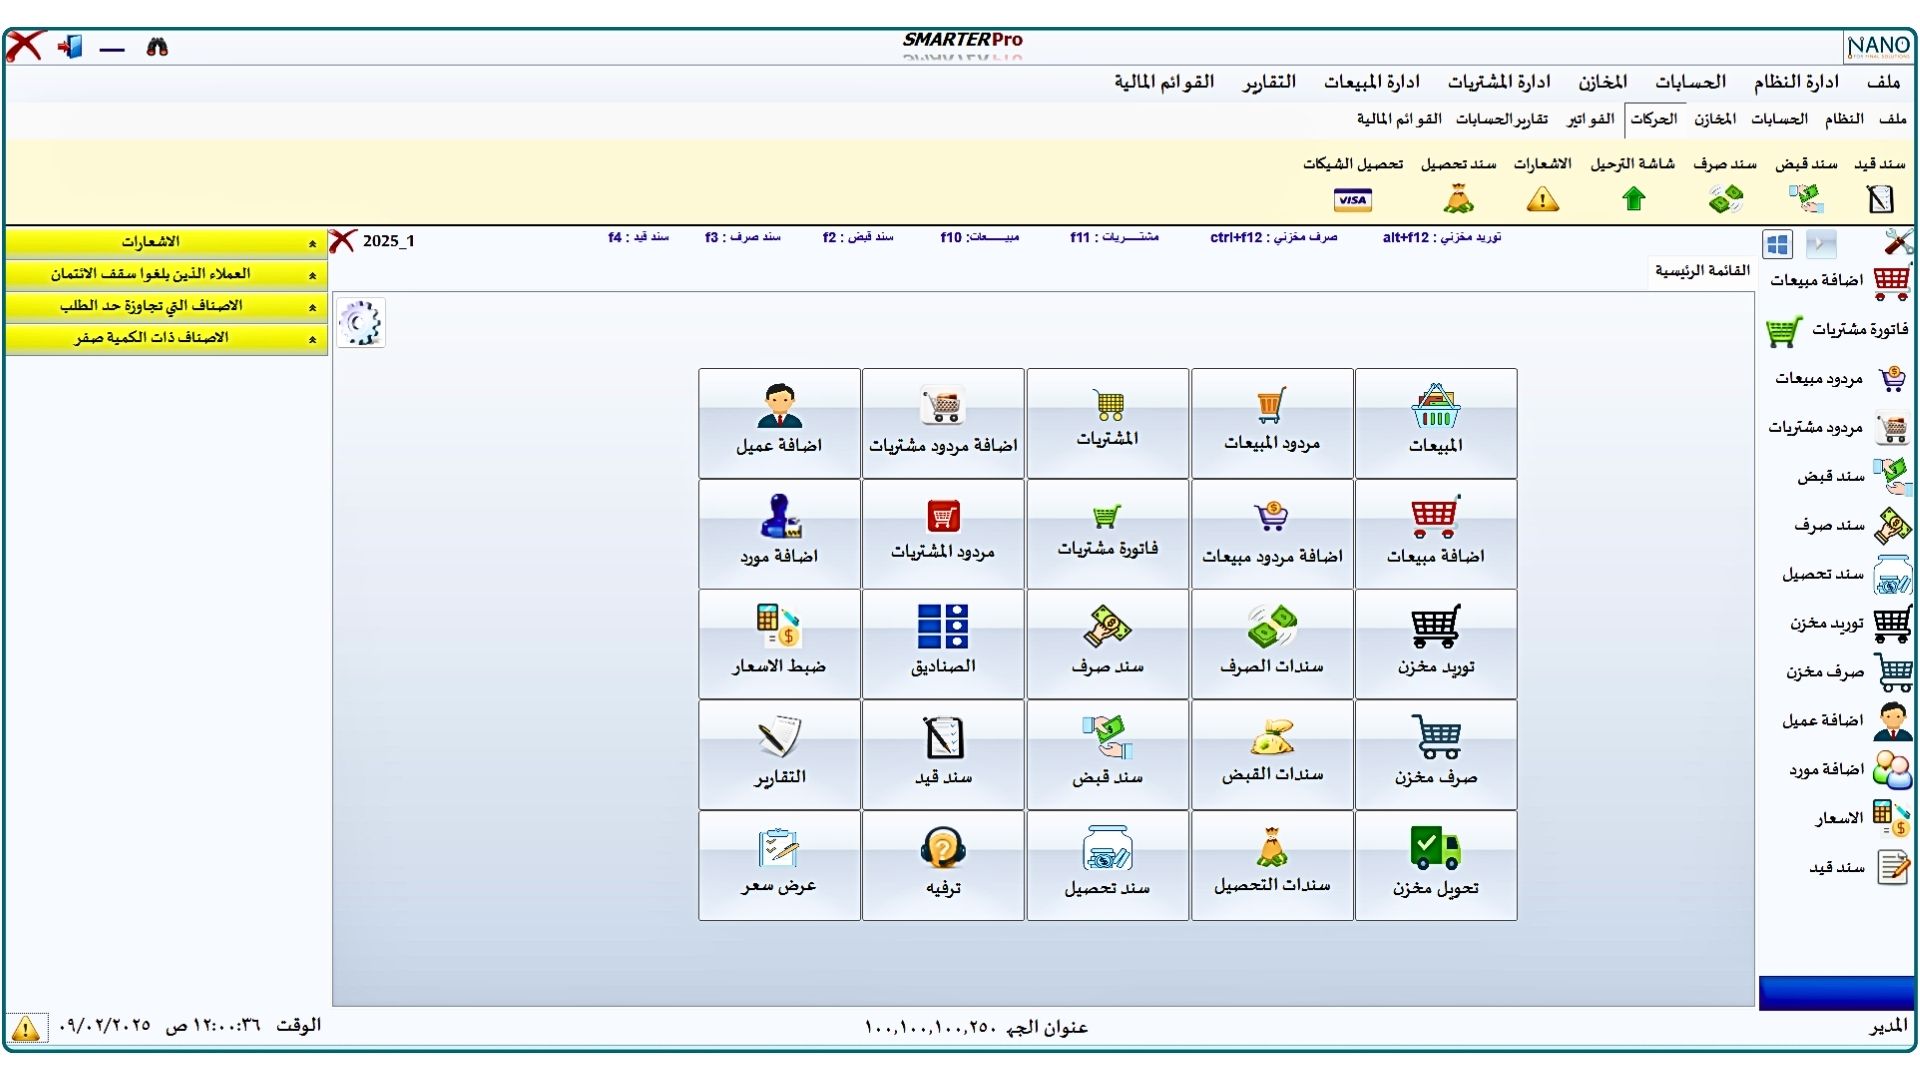 SMARTERPro
NANO
ملف ادارة النظام الحسابات المخازن ادارة المشتريات ادارة المبيعات التقارير القوائم المالية
ملف النظام الحسابات المخازن الحركات الفواتير تقارير الحسابات القوائم المالية
سند قيد سند قبض سند صرف شاشة الترحيل الاشعارات سند تحصيل تحصيل الشيكات
VISA
توريد مخزني : alt+f12 صرف مخزني : ctrl+f12 مشتـــريات : f11 مبيـــعات: f10 سند قبض : f2 سند صرف : f3 سند قيد : f4
2025_1
القائمة الرئيسية
اضافة مبيعات
فاتورة مشتريات
مردود مبيعات
مردود مشتريات
سند قبض
سند صرف
سند تحصيل
توريد مخزن
صرف مخزن
اضافة عميل
اضافة مورد
الاسعار
سند قيد
المبيعات مردود المبيعات المشتريات اضافة مردود مشتريات اضافة عميل
اضافة مبيعات اضافة مردود مبيعات فاتورة مشتريات مردود المشتريات اضافة مورد
توريد مخزن سندات الصرف سند صرف الصناديق ضبط الاسعار
صرف مخزن سندات القبض سند قبض سند قيد التقارير
تحويل مخزن سندات التحصيل سند تحصيل ترفيه عرض سعر
الاشعارات
العملاء الذين بلغوا سقف الائتمان
الاصناف التي تجاوزة حد الطلب
الاصناف ذات الكمية صفر
المدير
عنوان الجه ١٠٠,١٠٠,١٠٠,٢٥٠
الوقت ١٢:٠٠:٣٦ ص ٠٩/٠٢/٢٠٢٥